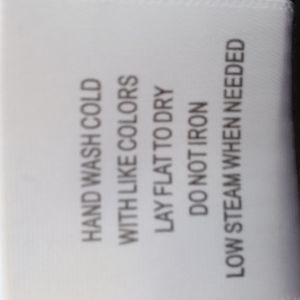 HAND WASH COLD
WITH LIKE COLORS
LAY FLAT TO DRY
DO NOT IRON
LOW STEAM WHEN NEEDED